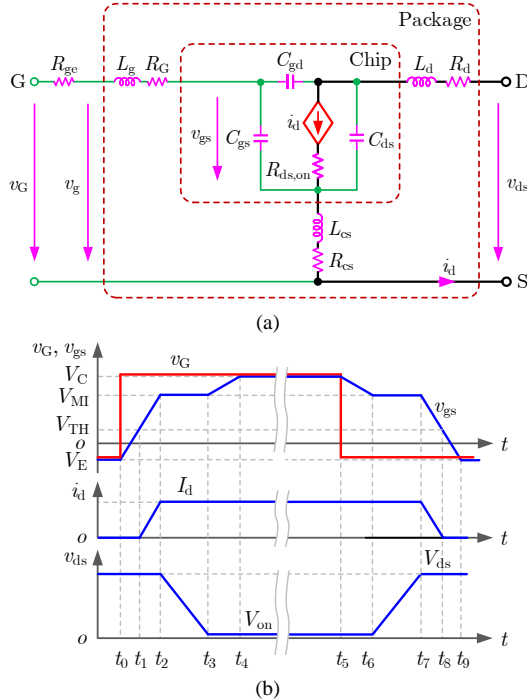 Package
Chip
G
R_ge
L_g
R_G
C_gd
L_d
R_d
D
v_gs
C_gs
i_d
C_ds
R_ds,on
v_G
v_g
v_ds
L_cs
R_cs
i_d
S
(a)
v_G, v_gs
V_C
v_G
V_MI
v_gs
V_TH
o
t
V_E
i_d
I_d
o
t
v_ds
V_ds
V_on
o
t
t_0 t_1 t_2 t_3 t_4 t_5 t_6 t_7 t_8 t_9
(b)